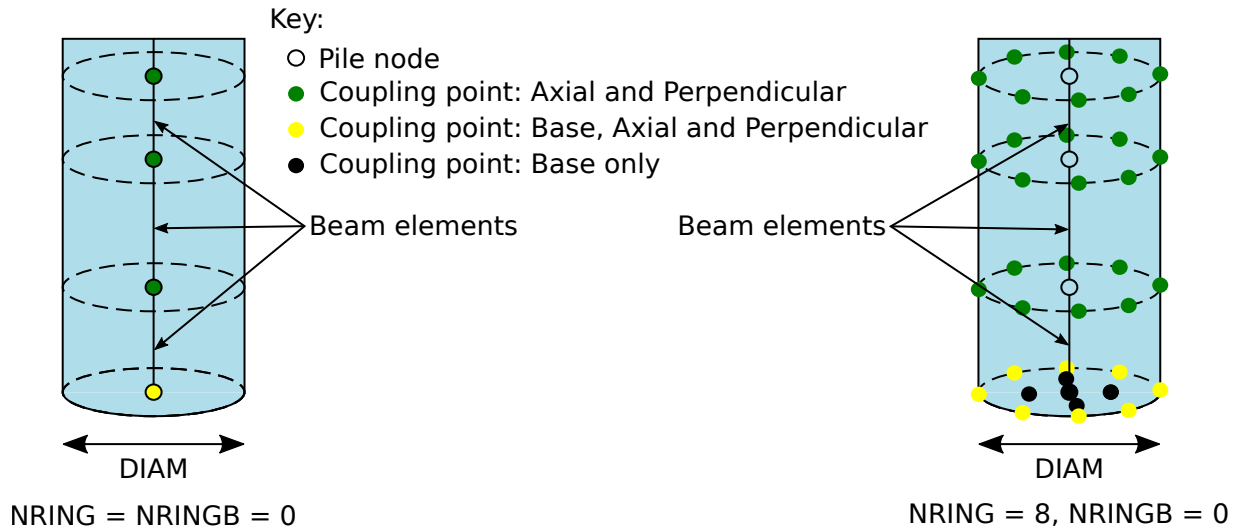 Key:
Pile node
Coupling point: Axial and Perpendicular
Coupling point: Base, Axial and Perpendicular
Coupling point: Base only
Beam elements
Beam elements
DIAM
DIAM
NRING = NRINGB = 0
NRING = 8, NRINGB = 0